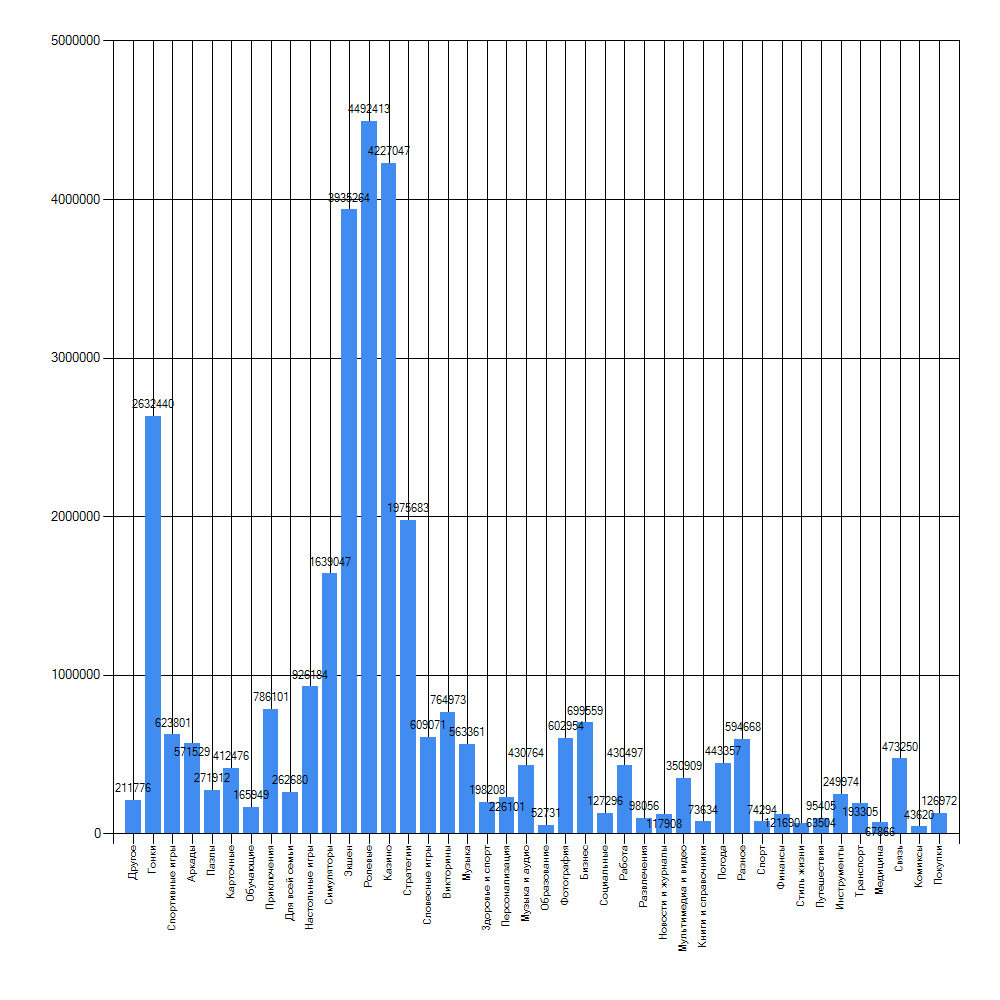 5000000
4000000
3000000
2000000
1000000
0
211776
2632440
623801
571529
271912
412476
165949
786101
262680
926184
1639047
3935264
4492413
4227047
1975683
609071
764973
563361
198208
226101
430764
52731
602954
699559
127296
430497
98056
117908
350909
73634
443357
594668
74294
121690
63504
95405
249974
193305
67866
473250
43620
126972
Другое
Гонки
Спортивные игры
Аркады
Пазлы
Карточные
Обучающие
Приключения
Для всей семьи
Настольные игры
Симуляторы
Экшен
Ролевые
Казино
Стратегии
Словесные игры
Викторины
Музыка
Здоровье и спорт
Персонализация
Музыка и аудио
Образование
Фотография
Бизнес
Социальные
Работа
Развлечения
Новости и журналы
Мультимедиа и видео
Книги и справочники
Погода
Разное
Спорт
Финансы
Стиль жизни
Путешествия
Инструменты
Транспорт
Медицина
Связь
Комиксы
Покупки